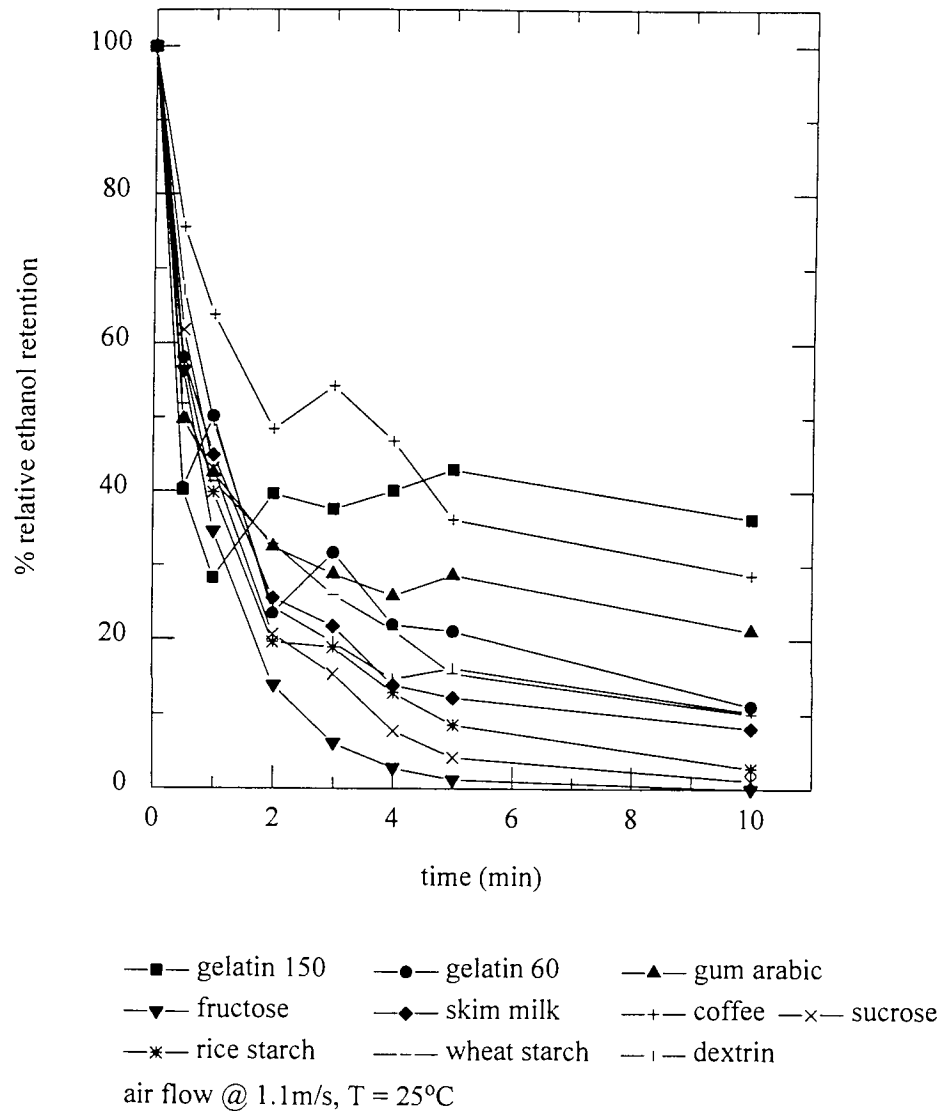 100
80
60
40
20
0
% relative ethanol retention
0 2 4 6 8 10
time (min)
gelatin 150 gelatin 60 gum arabic
fructose skim milk coffee sucrose
rice starch wheat starch dextrin
air flow @ 1.1m/s, T = 25°C